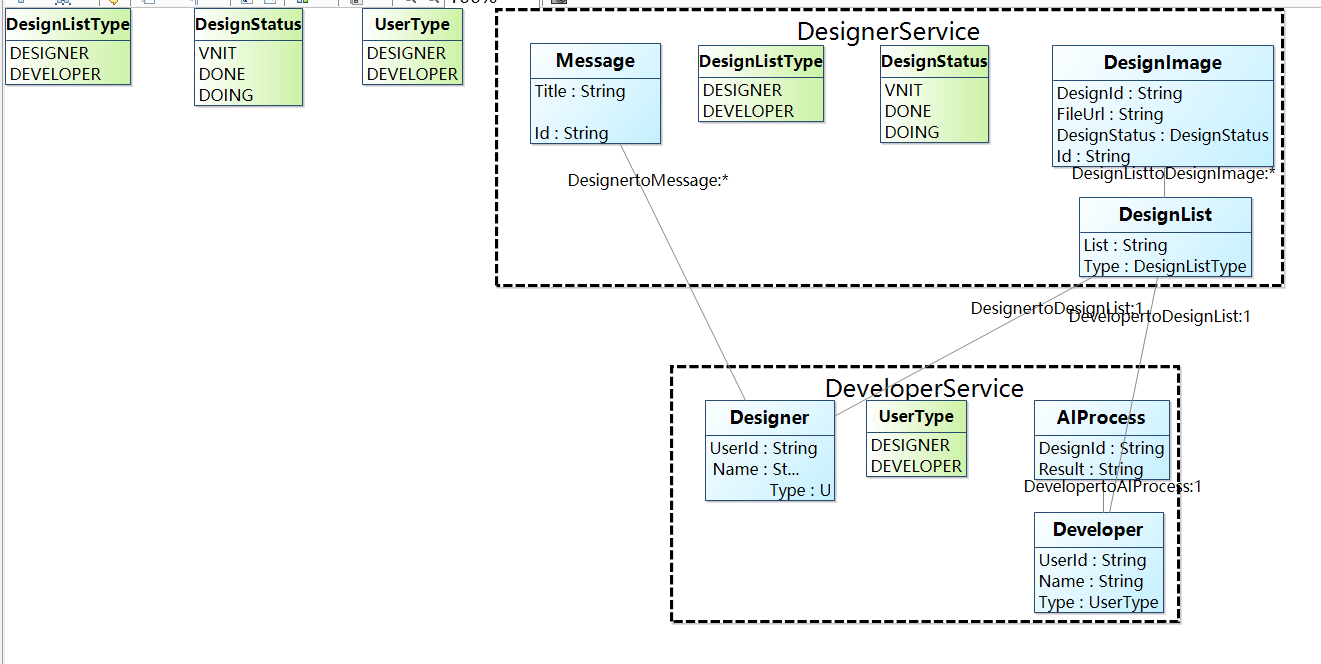 DesignListType
DESIGNER
DEVELOPER
DesignStatus
VNIT
DONE
DOING
UserType
DESIGNER
DEVELOPER
DesignerService
Message
Title : String
Id : String
DesignListType
DESIGNER
DEVELOPER
DesignStatus
VNIT
DONE
DOING
DesignImage
DesignId : String
FileUrl : String
DesignStatus : DesignStatus
Id : String
DesignListtoDesignImage:*
DesignertoMessage:*
DesignList
List : String
Type : DesignListType
DesignertoDesignList:1
DevelopertoDesignList:1
DeveloperService
Designer
UserId : String
Name : St...
Type : U
UserType
DESIGNER
DEVELOPER
AIProcess
DesignId : String
Result : String
DevelopertoAIProcess:1
Developer
UserId : String
Name : String
Type : UserType